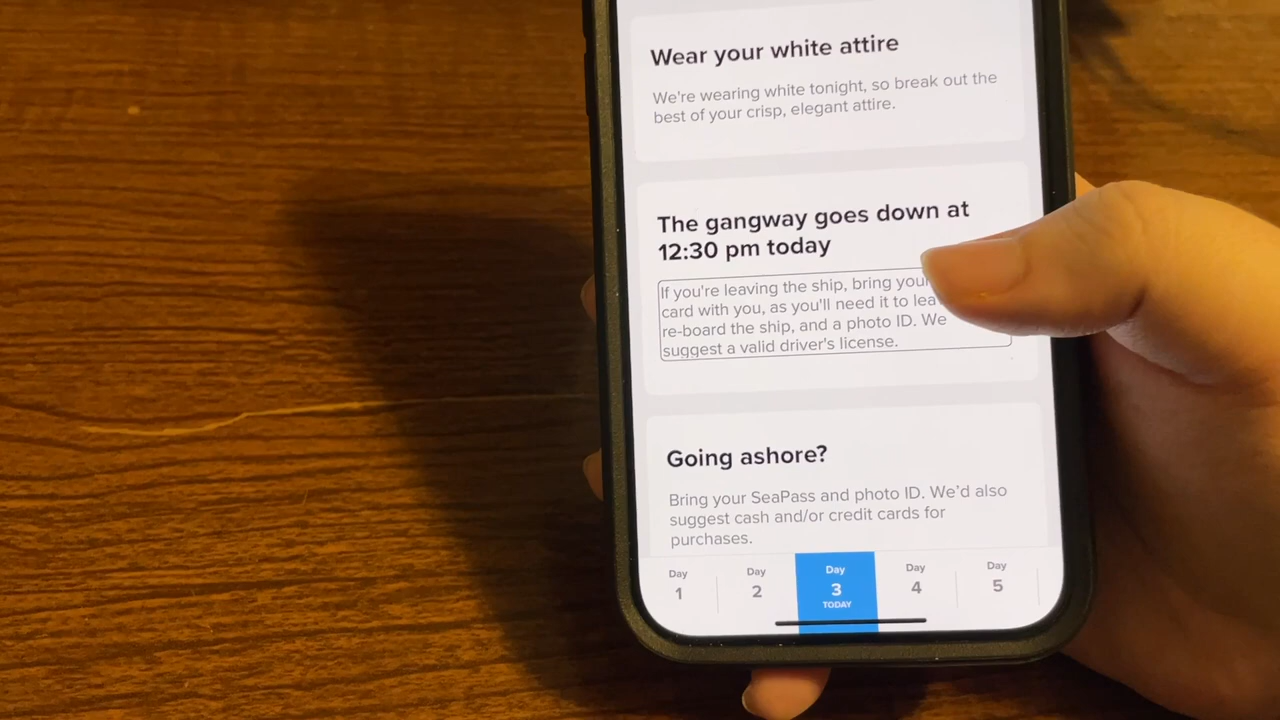 Wear your white attire
We're wearing white tonight, so break out the
best of your crisp, elegant attire.
The gangway goes down at
12:30 pm today
If you're leaving the ship, bring your
card with you, as you'll need it to
re-board the ship, and a photo ID. We
suggest a valid driver's license.
Going ashore?
Bring your SeaPass and photo ID. We'd also
suggest cash and/or credit cards for
purchases.
Day Day Day Day Day
1 2 3 4 5
TODAY